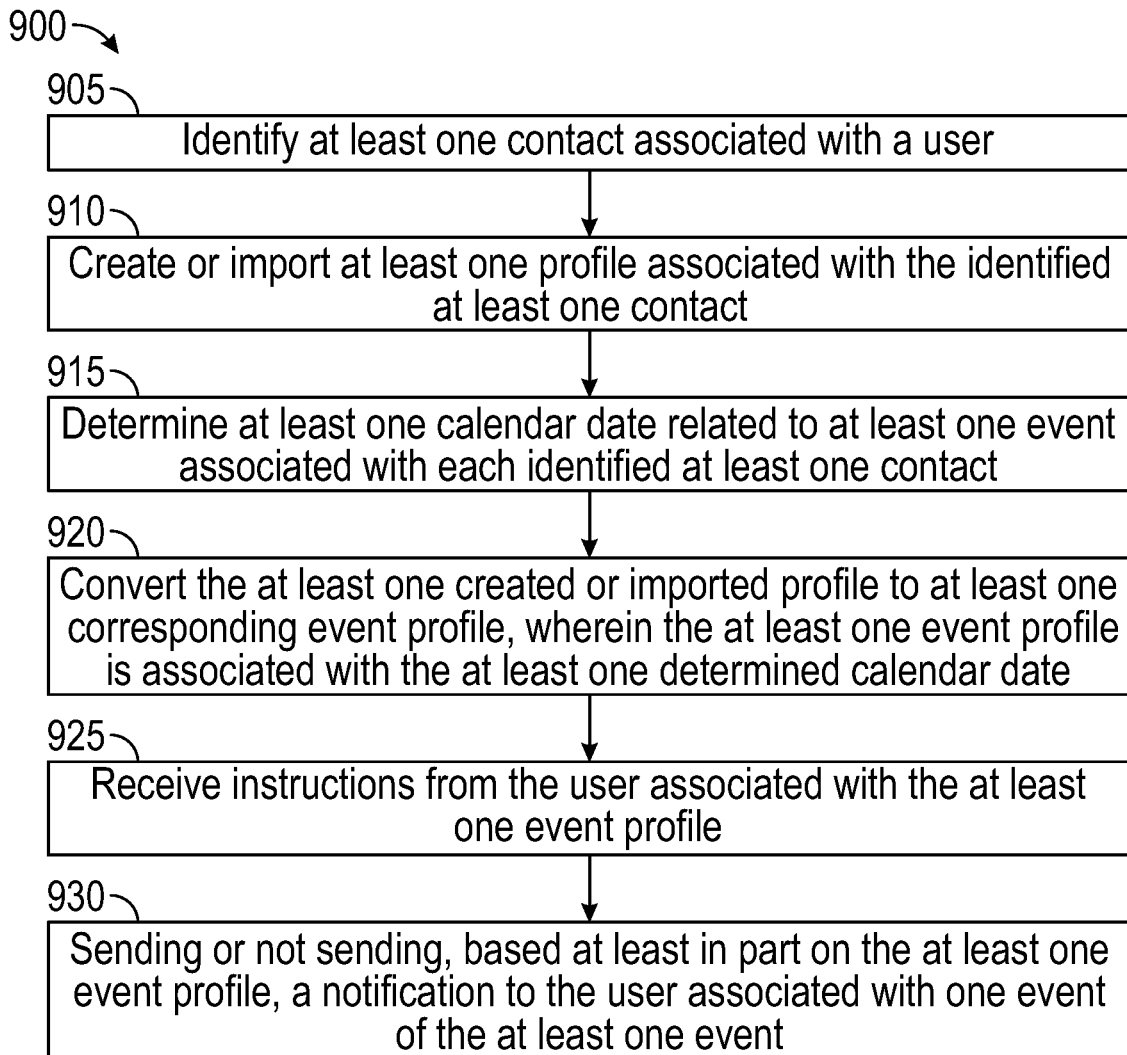 900
905
Identify at least one contact associated with a user
910
Create or import at least one profile associated with the identified
at least one contact
915
Determine at least one calendar date related to at least one event
associated with each identified at least one contact
920
Convert the at least one created or imported profile to at least one
corresponding event profile, wherein the at least one event profile
is associated with the at least one determined calendar date
925
Receive instructions from the user associated with the at least
one event profile
930
Sending or not sending, based at least in part on the at least one
event profile, a notification to the user associated with one event
of the at least one event